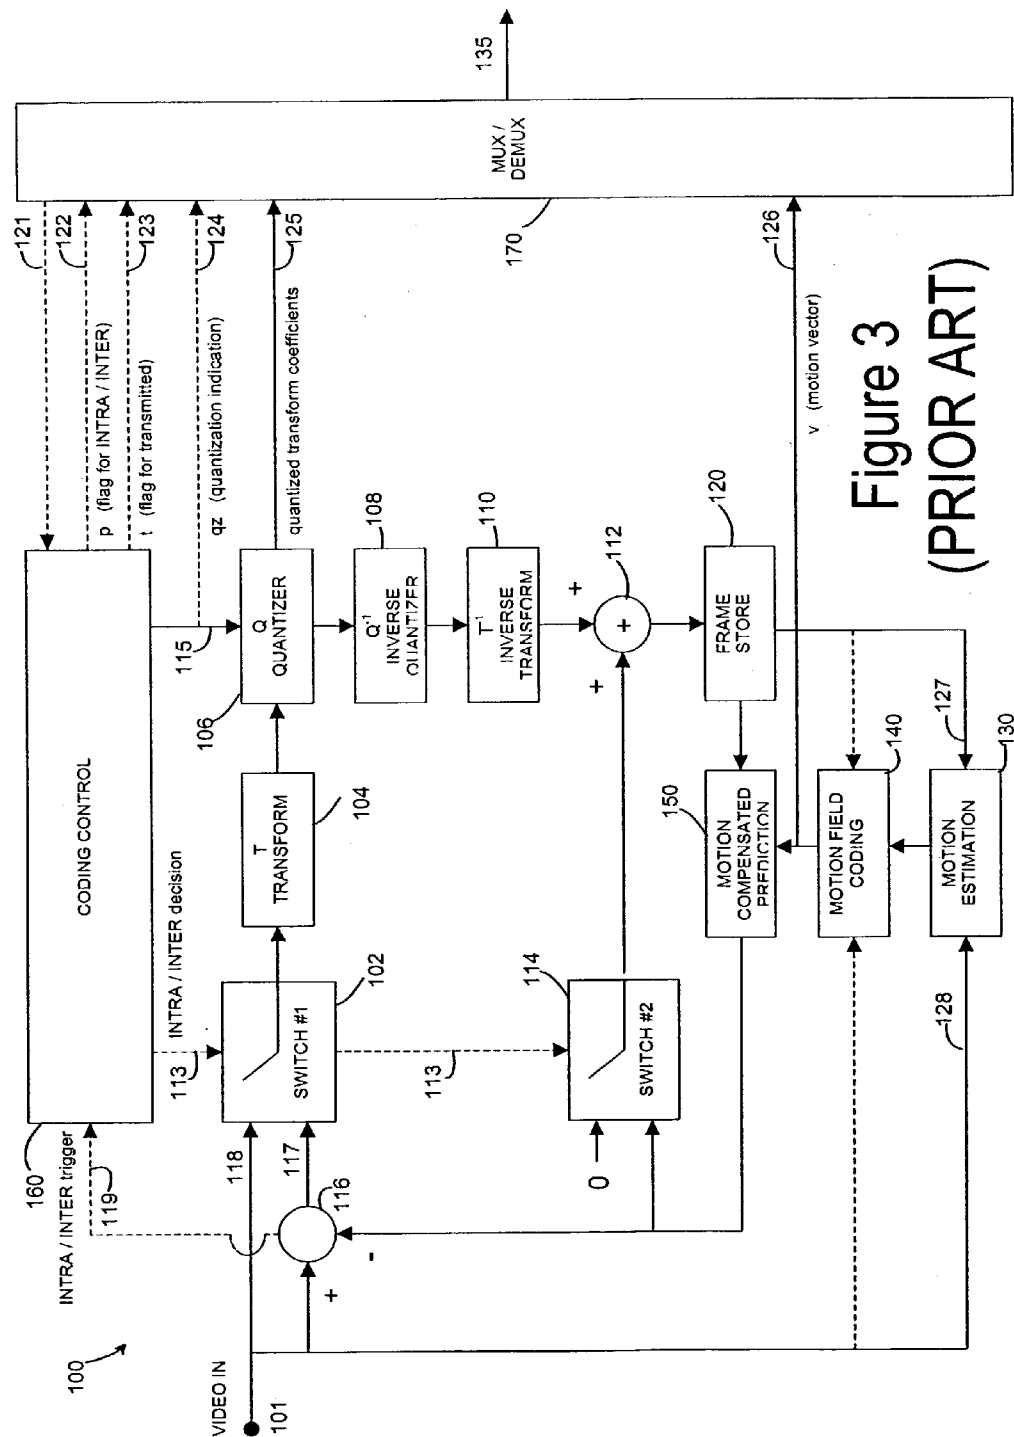 100
INTRA / INTER trigger
119
160
CODING CONTROL
121
122
p (flag for INTRA / INTER)
123
t (flag for transmitted)
124
qz (quantization indication)
115
113
INTRA / INTER decision
VIDEO IN
101
118
117
116
+
-
SWITCH #1
102
T
TRANSFORM
104
106
Q
QUANTIZER
125
quantized transform coefficients
Q-1
INVERSE
QUANTIZER
108
T-1
INVERSE
TRANSFORM
110
113
0
114
SWITCH #2
+
+
+
112
FRAME
STORE
120
150
MOTION
COMPENSATED
PREDICTION
126
v (motion vector)
MOTION FIELD
CODING
140
127
128
MOTION
ESTIMATION
130
170
MUX /
DEMUX
135
Figure 3
(PRIOR ART)